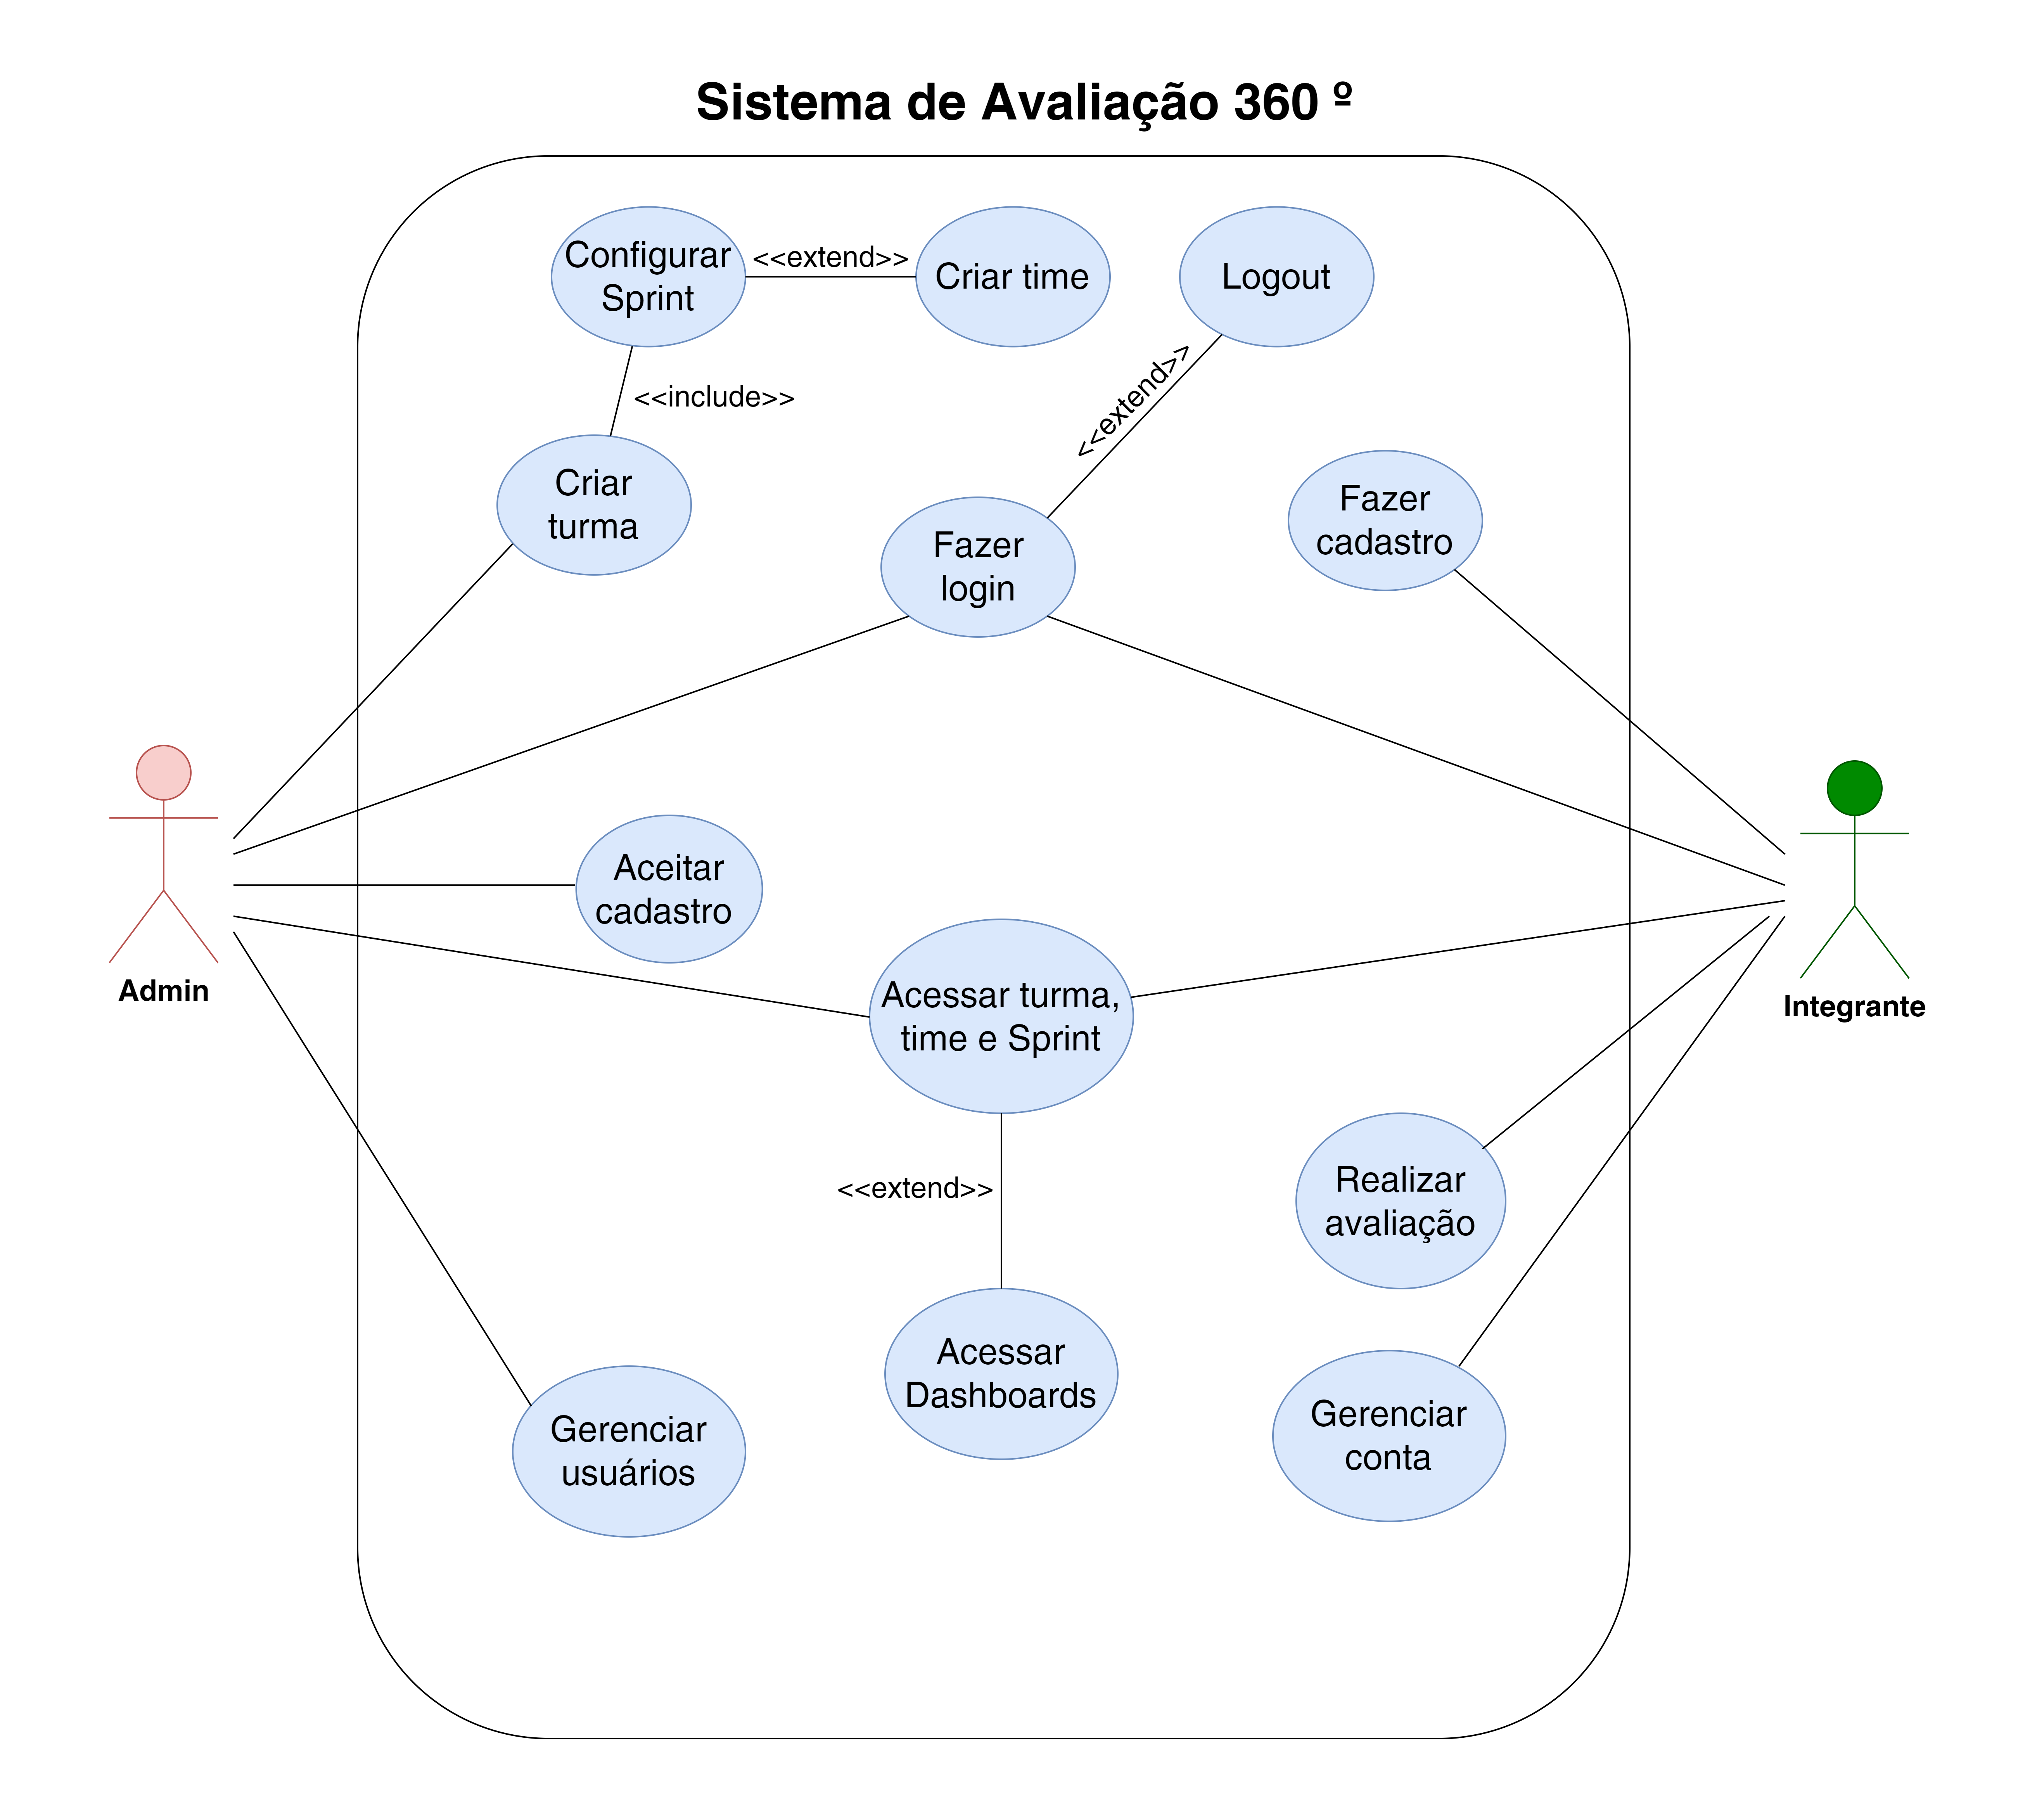 Sistema de Avaliação 360 º
Configurar
Sprint
<<extend>>
Criar time
Logout
<<include>>
<<extend>>
Criar
turma
Fazer
login
Fazer
cadastro
Aceitar
cadastro
Admin
Acessar turma,
time e Sprint
Integrante
<<extend>>
Realizar
avaliação
Acessar
Dashboards
Gerenciar
usuários
Gerenciar
conta